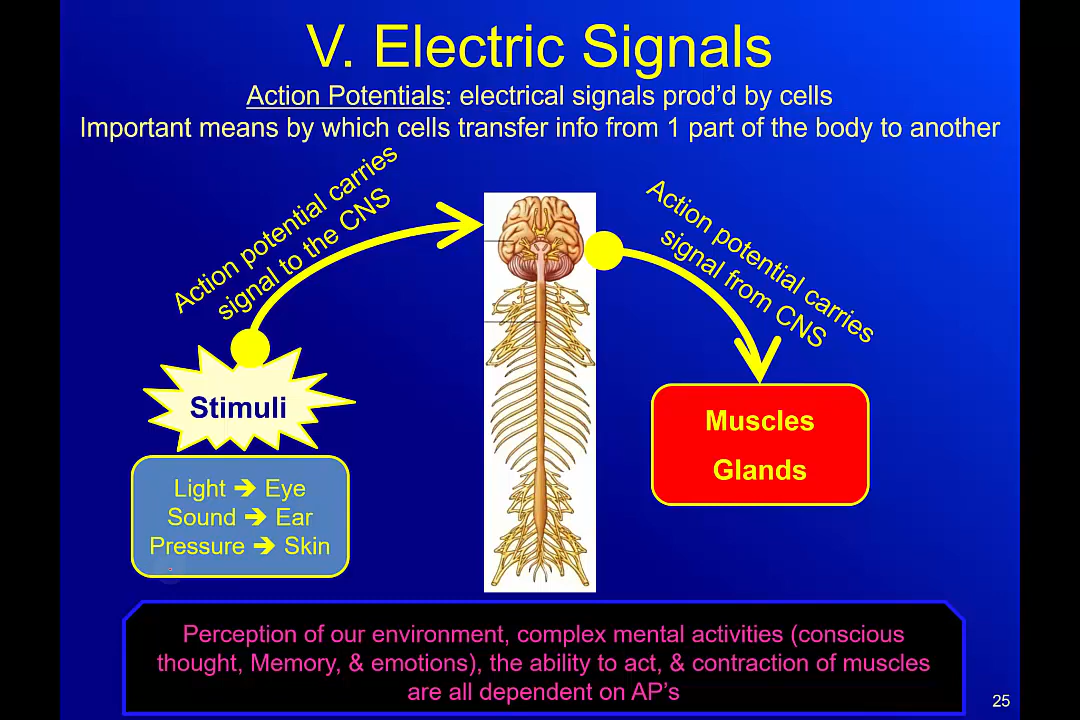 V. Electric Signals
Action Potentials: electrical signals prod’d by cells
Important means by which cells transfer info from 1 part of the body to another
Action potential carries
signal to the CNS
Action potential carries
signal from CNS
Stimuli
Light ➔ Eye
Sound ➔ Ear
Pressure ➔ Skin
Muscles
Glands
Perception of our environment, complex mental activities (conscious
thought, Memory, & emotions), the ability to act, & contraction of muscles
are all dependent on AP’s
25